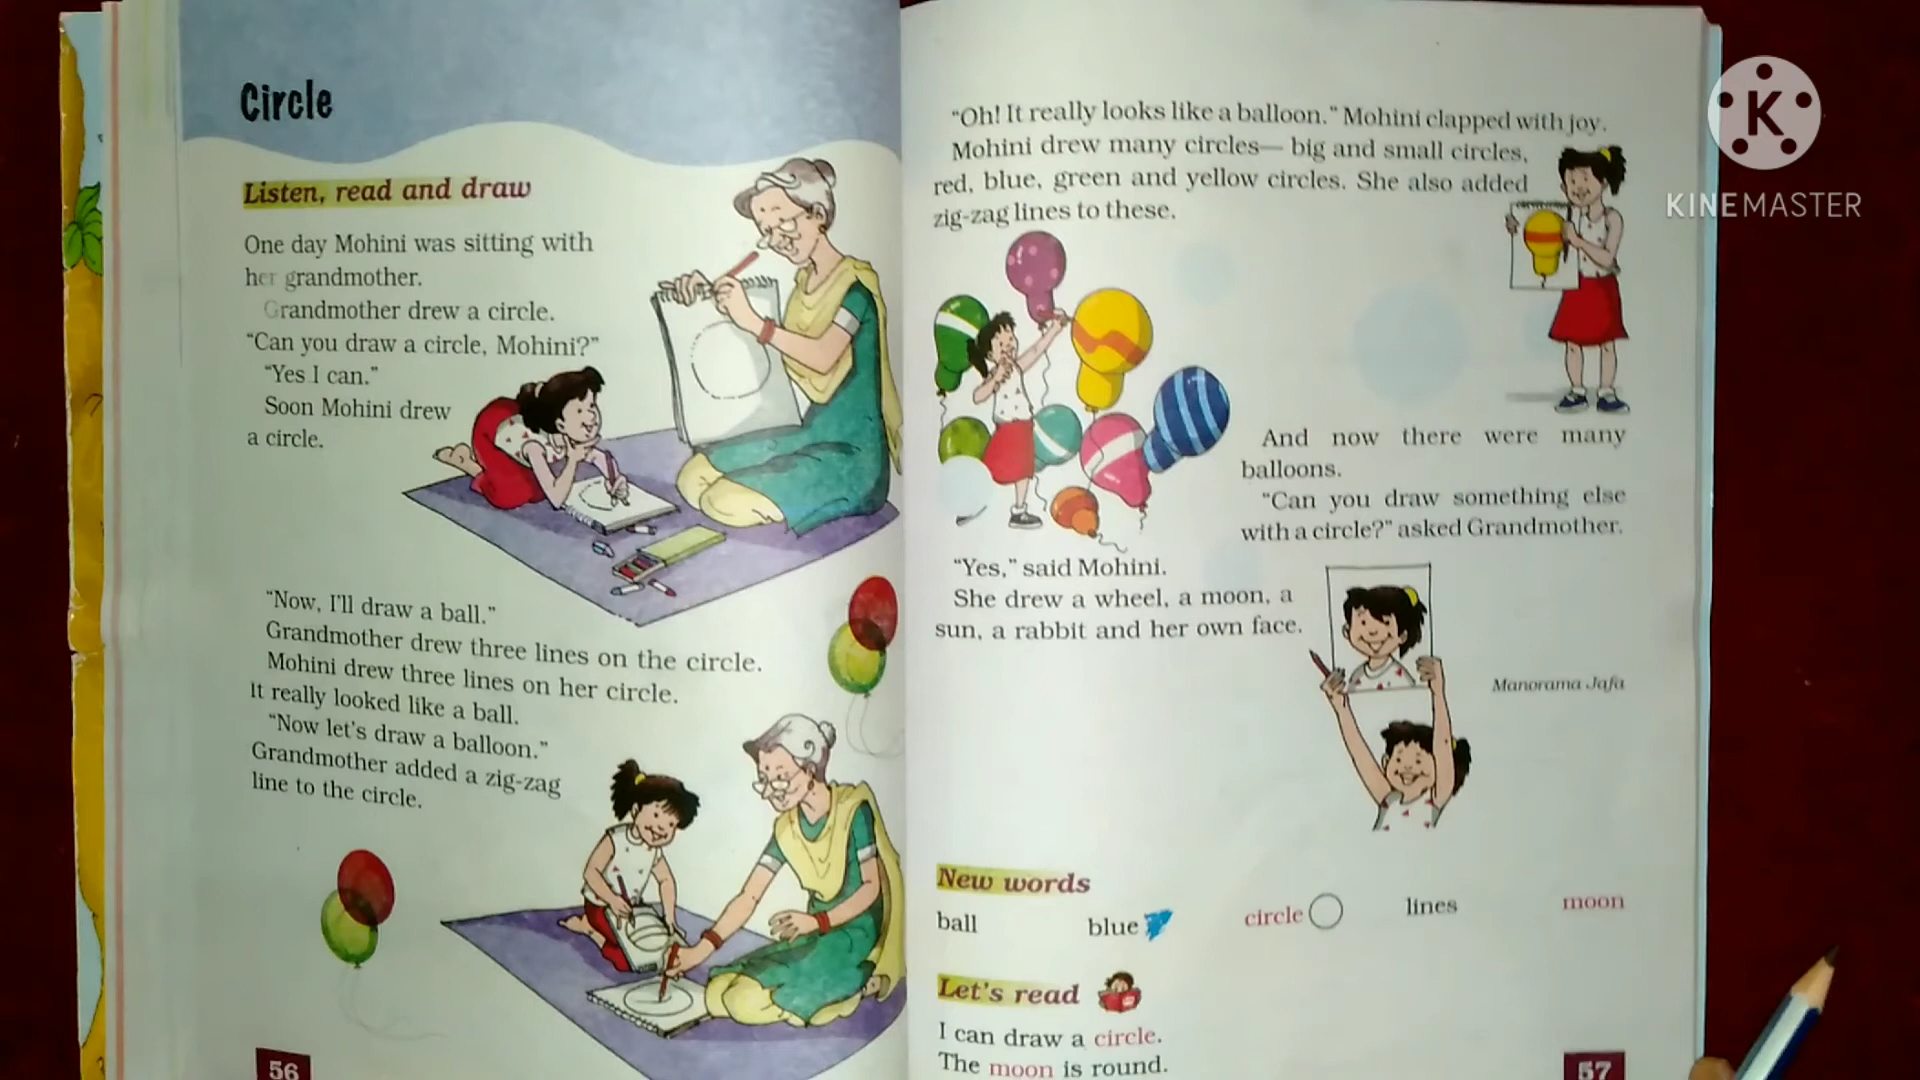 Circle
Listen, read and draw
One day Mohini was sitting with
her grandmother.
Grandmother drew a circle.
“Can you draw a circle, Mohini?”
“Yes I can.”
Soon Mohini drew
a circle.
“Now, I'll draw a ball.”
Grandmother drew three lines on the circle.
Mohini drew three lines on her circle.
It really looked like a ball.
“Now let's draw a balloon.”
Grandmother added a zig-zag
line to the circle.
56
“Oh! It really looks like a balloon.” Mohini clapped with joy.
Mohini drew many circles— big and small circles,
red, blue, green and yellow circles. She also added
zig-zag lines to these.
And now there were many
balloons.
“Can you draw something else
with a circle?” asked Grandmother.
“Yes,” said Mohini.
She drew a wheel, a moon, a
sun, a rabbit and her own face.
Manorama Jafa
New words
ball blue circle lines moon
Let's read
I can draw a circle.
The moon is round.
57
K
KINEMASTER